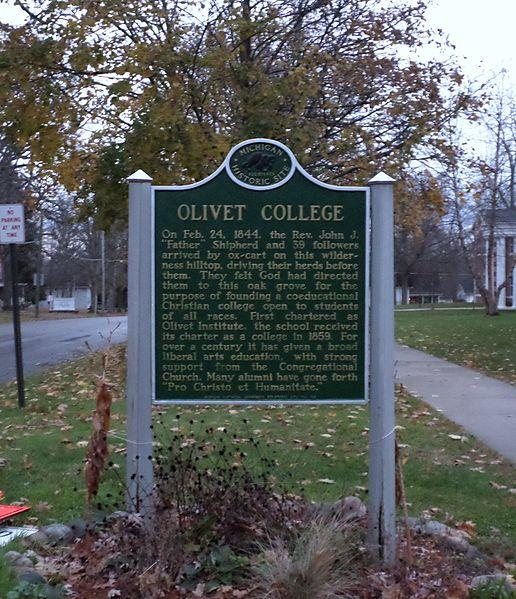 MICHIGAN
HISTORIC SITE
OLIVET COLLEGE
On Feb. 24, 1844, the Rev. John J.
"Father" Shipherd and 39 followers
arrived by ox-cart on this wilder-
ness hilltop, driving their herds before
them. They felt God had directed
them to this oak grove for the
purpose of founding a coeducational
Christian college open to students
of all races. First chartered as
Olivet Institute, the school received
its charter as a college in 1859. For
over a century it has given a broad
liberal arts education, with strong
support from the Congregational
Church. Many alumni have gone forth
"Pro Christo et Humanitate."
NO
PARKING
AT ANY
TIME